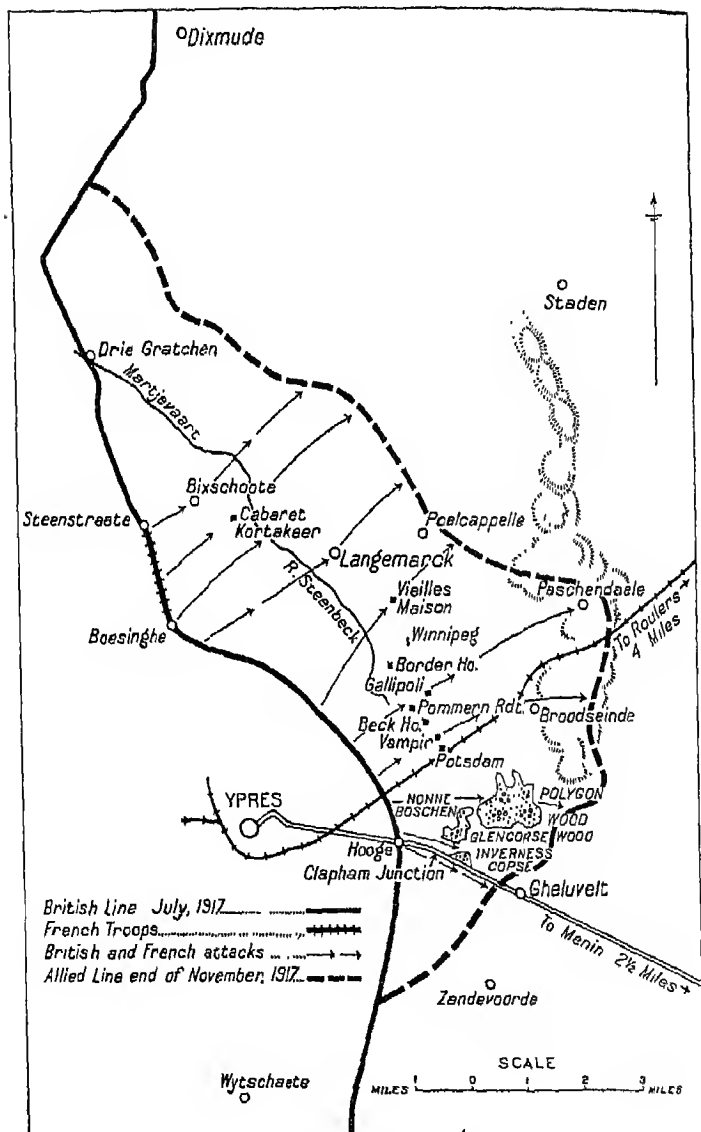 Dixmude
Staden
Drie Gratchen
Martjevaart
Bixschoote
Steenstraate
Cabaret
Kortakeer
Poelcappelle
Langemarck
R. Steenbeck
Vieilles
Maison
Paschendaele
To Roulers
4 Miles
Boesinghe
Winnipeg
Border Ho.
Gallipoli
Pommern Rdt.
Broodseinde
Beck Ho.
Vampir
Potsdam
YPRES
NONNE
BOSCHEN
POLYGON
WOOD
GLENCORSE WOOD
INVERNESS
COPSE
Hooge
Clapham Junction
Gheluvelt
To Menin 2½ Miles
British Line July, 1917
French Troops
British and French attacks
Allied Line end of November, 1917
Zandevoorde
Wytschaete
SCALE
MILES 1 0 1 2 3 MILES